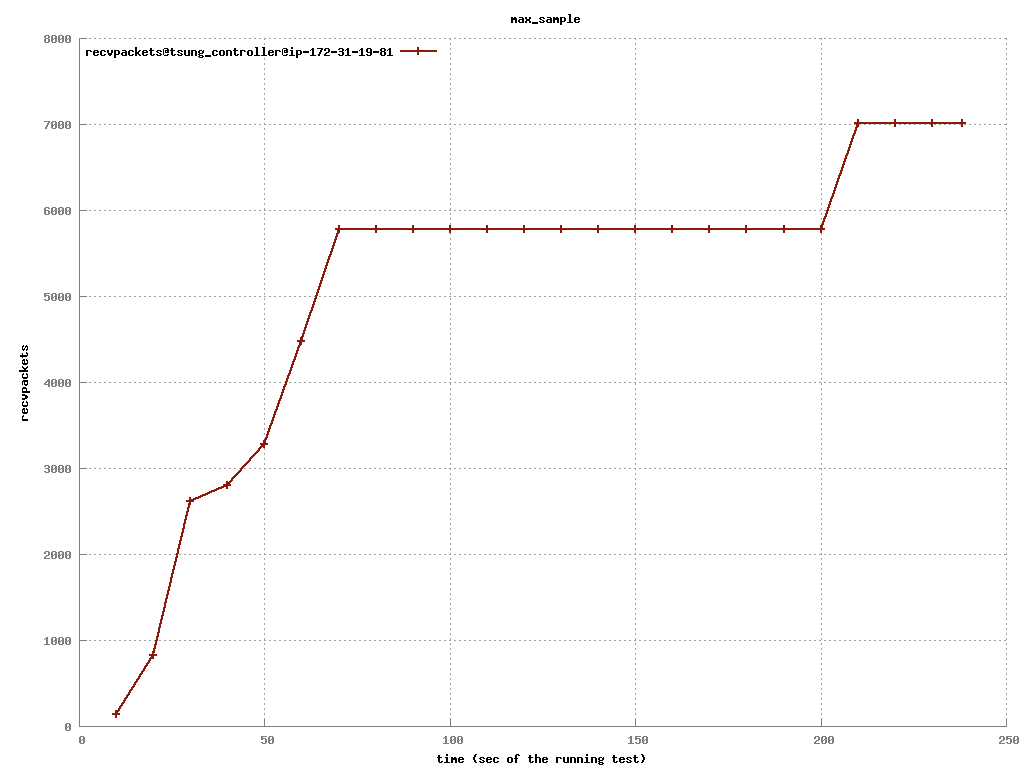 max_sample
recvpackets@tsung_controller@ip-172-31-19-81
8000
7000
6000
5000
4000
3000
2000
1000
0
recvpackets
0 50 100 150 200 250
time (sec of the running test)